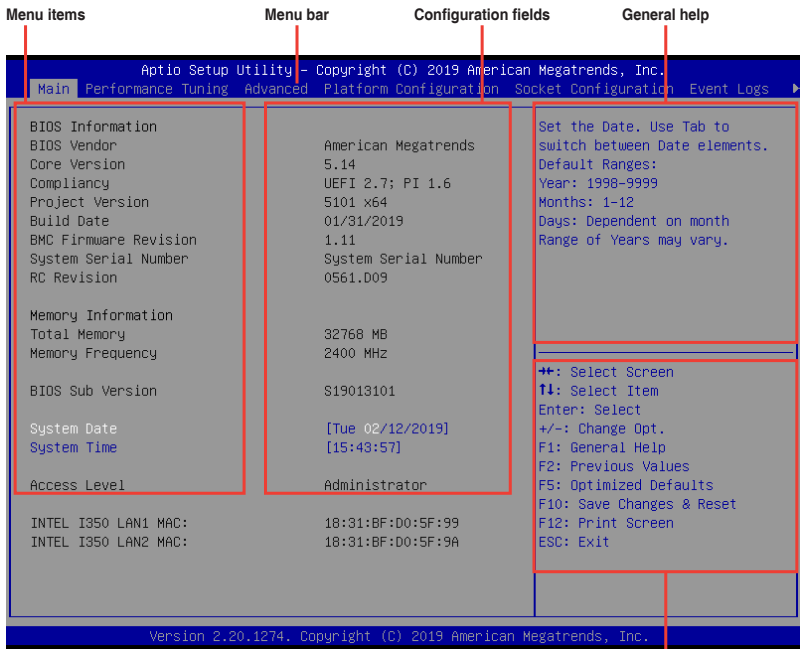 Menu items Menu bar Configuration fields General help
Aptio Setup Utility – Copyright (C) 2019 American Megatrends, Inc.
Main Performance Tuning Advanced Platform Configuration Socket Configuration Event Logs
BIOS Information
BIOS Vendor American Megatrends
Core Version 5.14
Compliancy UEFI 2.7; PI 1.6
Project Version 5101 x64
Build Date 01/31/2019
BMC Firmware Revision 1.11
System Serial Number System Serial Number
RC Revision 0561.D09
Memory Information
Total Memory 32768 MB
Memory Frequency 2400 MHz
BIOS Sub Version S19013101
System Date [Tue 02/12/2019]
System Time [15:43:57]
Access Level Administrator
INTEL I350 LAN1 MAC: 18:31:BF:D0:5F:99
INTEL I350 LAN2 MAC: 18:31:BF:D0:5F:9A
Set the Date. Use Tab to
switch between Date elements.
Default Ranges:
Year: 1998-9999
Months: 1-12
Days: Dependent on month
Range of Years may vary.
→←: Select Screen
↑↓: Select Item
Enter: Select
+/-: Change Opt.
F1: General Help
F2: Previous Values
F5: Optimized Defaults
F10: Save Changes & Reset
F12: Print Screen
ESC: Exit
Version 2.20.1274. Copyright (C) 2019 American Megatrends, Inc.